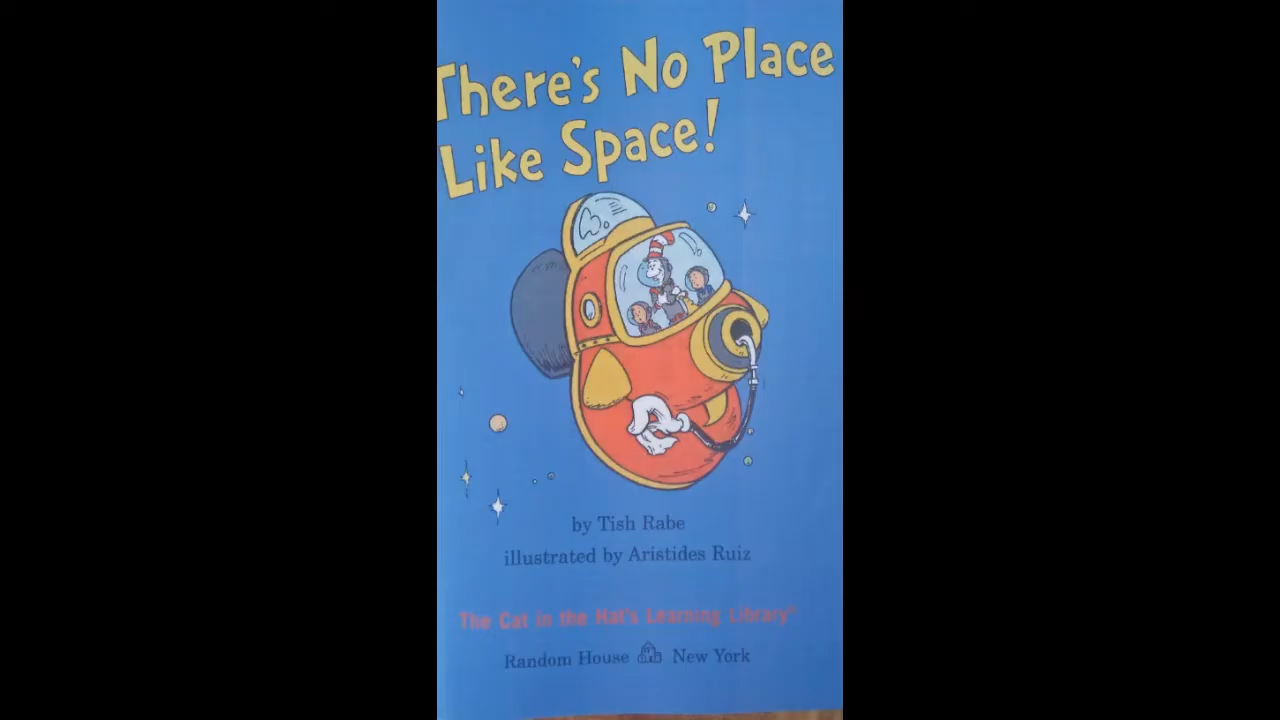 There's No Place
Like Space!
by Tish Rabe
illustrated by Aristides Ruiz
The Cat in the Hat's Learning Library®
Random House New York